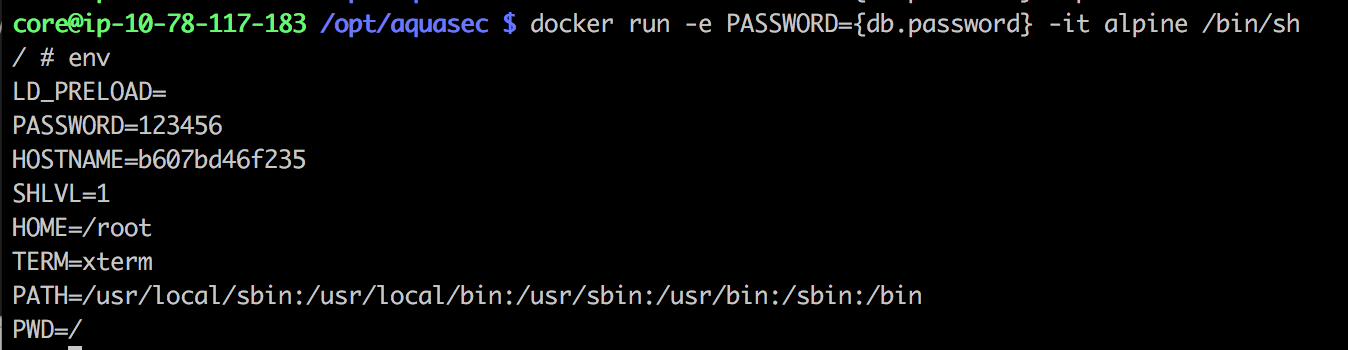 core@ip-10-78-117-183 /opt/aquasec $ docker run -e PASSWORD={db.password} -it alpine /bin/sh
/ # env
LD_PRELOAD=
PASSWORD=123456
HOSTNAME=b607bd46f235
SHLVL=1
HOME=/root
TERM=xterm
PATH=/usr/local/sbin:/usr/local/bin:/usr/sbin:/usr/bin:/sbin:/bin
PWD=/